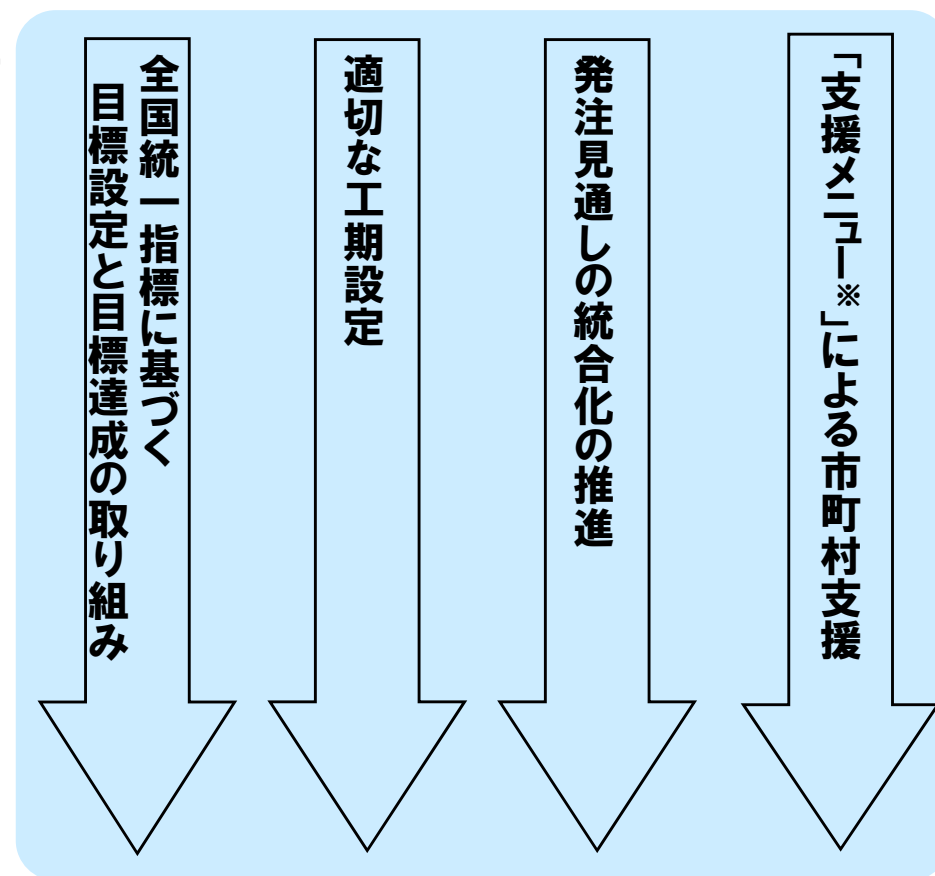 「支援メニュー※」による市町村支援
発注見通しの統合化の推進
適切な工期設定
全国統一指標に基づく
目標設定と目標達成の取り組み